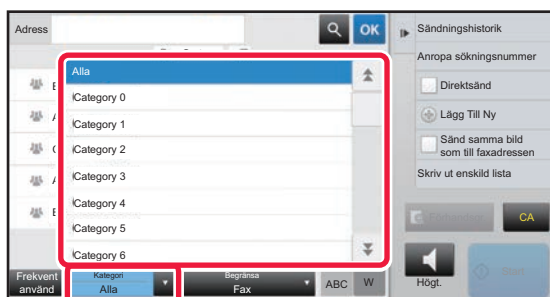 Adress
OK
Sändningshistorik
Anropa sökningsnummer
Alla
Direktsänd
Category 0
Lägg Till Ny
Category 1
Category 2
Sänd samma bild
som till faxadressen
Category 3
Skriv ut enskild lista
Category 4
Category 5
CA
Category 6
Frekvent
använd
Kategori
Alla
Begränsa
Fax
ABC
W
Högt.
Start